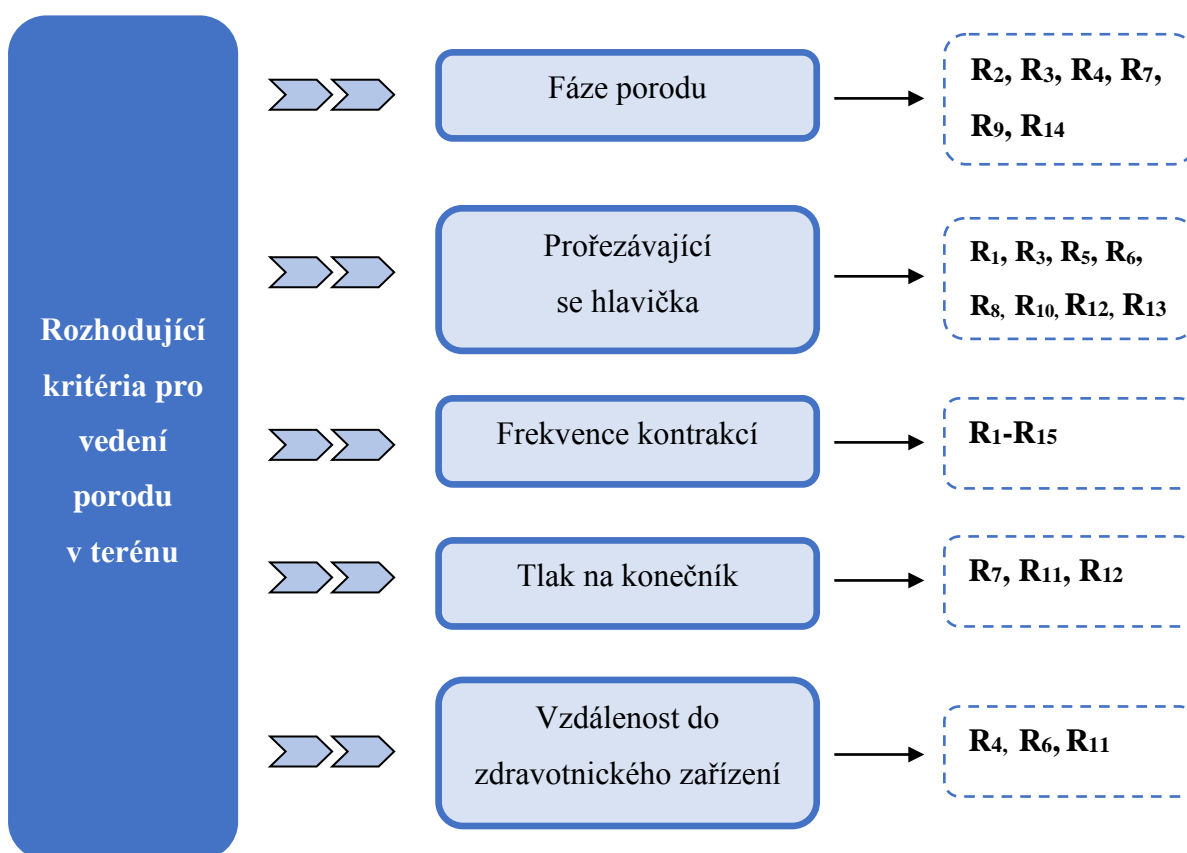 Rozhodující
kritéria pro
vedení
porodu
v terénu
Fáze porodu
R2, R3, R4, R7,
R9, R14
Prořezávající
se hlavička
R1, R3, R5, R6,
R8, R10, R12, R13
Frekvence kontrakcí
R1-R15
Tlak na konečník
R7, R11, R12
Vzdálenost do
zdravotnického zařízení
R4, R6, R11